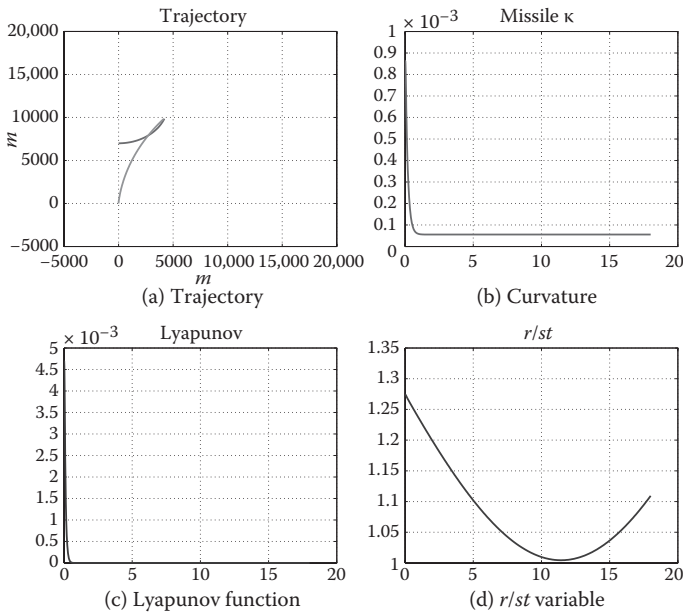 Trajectory
20,000
15,000
10000
5000
0
−5000
m
−5000 0 5000 10,000 15,000 20,000
m
(a) Trajectory
Missile κ
1 × 10−3
0.9
0.8
0.7
0.6
0.5
0.4
0.3
0.2
0.1
0
0 5 10 15 20
(b) Curvature
Lyapunov
5 × 10−3
4.5
4
3.5
3
2.5
2
1.5
1
0.5
0
0 5 10 15 20
(c) Lyapunov function
r/st
1.35
1.3
1.25
1.2
1.15
1.1
1.05
1
0 5 10 15 20
(d) r/st variable